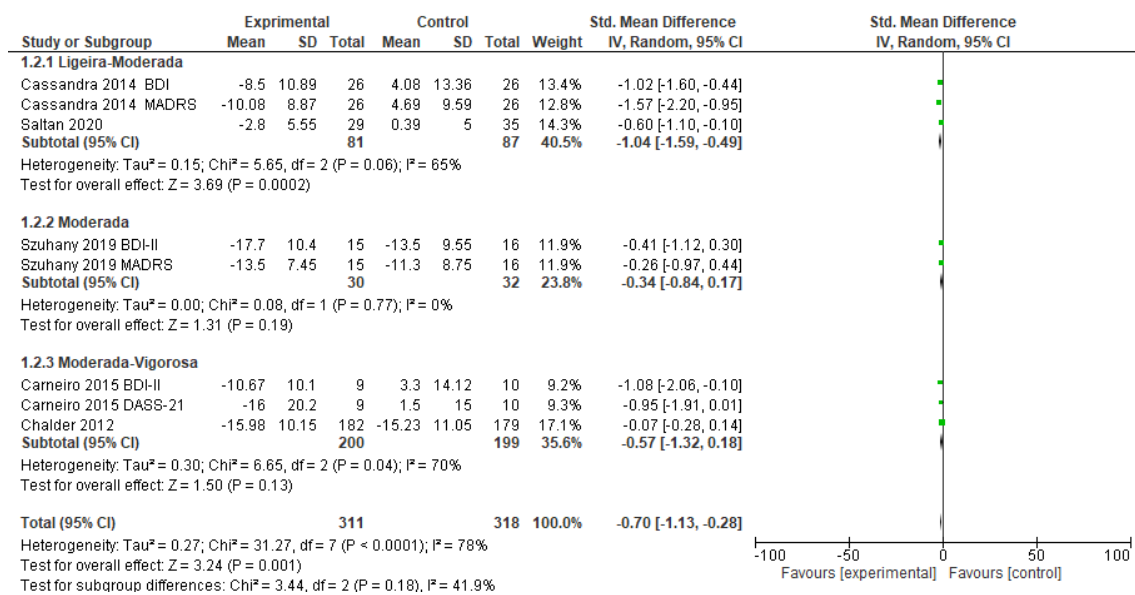 Exprimental Control Std. Mean Difference Std. Mean Difference
Study or Subgroup Mean SD Total Mean SD Total Weight IV, Random, 95% CI IV, Random, 95% CI
1.2.1 Ligeira-Moderada
Cassandra 2014 BDI -8.5 10.89 26 4.08 13.36 26 13.4% -1.02 [-1.60, -0.44]
Cassandra 2014 MADRS -10.08 8.87 26 4.69 9.59 26 12.8% -1.57 [-2.20, -0.95]
Saltan 2020 -2.8 5.55 29 0.39 5 35 14.3% -0.60 [-1.10, -0.10]
Subtotal (95% CI) 81 87 40.5% -1.04 [-1.59, -0.49]
Heterogeneity: Tau² = 0.15; Chi² = 5.65, df = 2 (P = 0.06); I² = 65%
Test for overall effect: Z = 3.69 (P = 0.0002)
1.2.2 Moderada
Szuhany 2019 BDI-II -17.7 10.4 15 -13.5 9.55 16 11.9% -0.41 [-1.12, 0.30]
Szuhany 2019 MADRS -13.5 7.45 15 -11.3 8.75 16 11.9% -0.26 [-0.97, 0.44]
Subtotal (95% CI) 30 32 23.8% -0.34 [-0.84, 0.17]
Heterogeneity: Tau² = 0.00; Chi² = 0.08, df = 1 (P = 0.77); I² = 0%
Test for overall effect: Z = 1.31 (P = 0.19)
1.2.3 Moderada-Vigorosa
Carneiro 2015 BDI-II -10.67 10.1 9 3.3 14.12 10 9.2% -1.08 [-2.06, -0.10]
Carneiro 2015 DASS-21 -16 20.2 9 1.5 15 10 9.3% -0.95 [-1.91, 0.01]
Chalder 2012 -15.98 10.15 182 -15.23 11.05 179 17.1% -0.07 [-0.28, 0.14]
Subtotal (95% CI) 200 199 35.6% -0.57 [-1.32, 0.18]
Heterogeneity: Tau² = 0.30; Chi² = 6.65, df = 2 (P = 0.04); I² = 70%
Test for overall effect: Z = 1.50 (P = 0.13)
Total (95% CI) 311 318 100.0% -0.70 [-1.13, -0.28]
Heterogeneity: Tau² = 0.27; Chi² = 31.27, df = 7 (P < 0.0001); I² = 78%
Test for overall effect: Z = 3.24 (P = 0.001)
Test for subgroup differences: Chi² = 3.44, df = 2 (P = 0.18), I² = 41.9%
-100 -50 0 50 100
Favours [experimental] Favours [control]